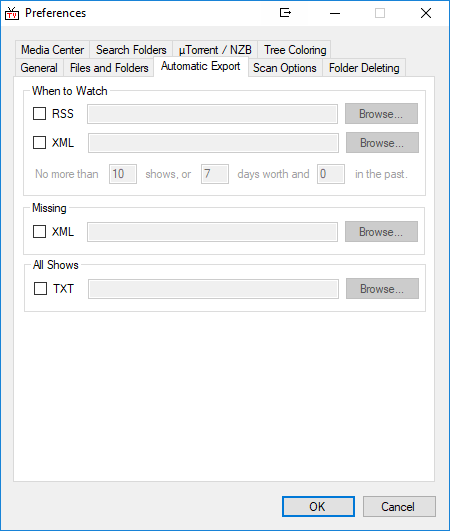 TV Preferences
Media Center Search Folders µTorrent / NZB Tree Coloring
General Files and Folders Automatic Export Scan Options Folder Deleting
When to Watch
RSS Browse...
XML Browse...
No more than 10 shows, or 7 days worth and 0 in the past.
Missing
XML Browse...
All Shows
TXT Browse...
OK Cancel